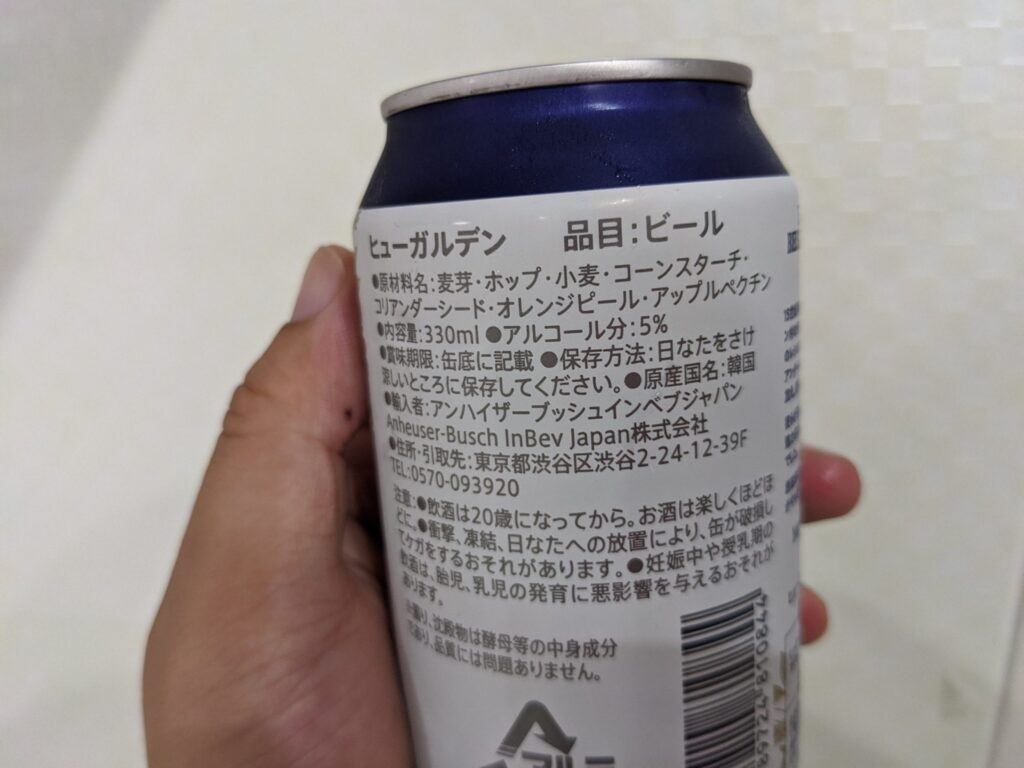 ヒューガルデン 品目:ビール
●原材料名:麦芽・ホップ・小麦・コーンスターチ・
コリアンダーシード・オレンジピール・アップルペクチン
●内容量:330ml ●アルコール分:5%
●賞味期限:缶底に記載 ●保存方法:日なたをさけ
涼しいところに保存してください。●原産国名:韓国
●輸入者:アンハイザーブッシュインベブジャパン
Anheuser-Busch InBev Japan株式会社
●住所・引取先:東京都渋谷区渋谷2-24-12-39F
TEL:0570-093920
注意:●飲酒は20歳になってから。お酒は楽しくほどほ
どに。●衝撃、凍結、日なたへの放置により、缶が破損し
てケガをするおそれがあります。●妊娠中や授乳期の
飲酒は、胎児、乳児の発育に悪影響を与えるおそれが
あります。
※濁り、沈殿物は酵母等の中身成分
であり、品質には問題ありません。
アルミ
89724 810844